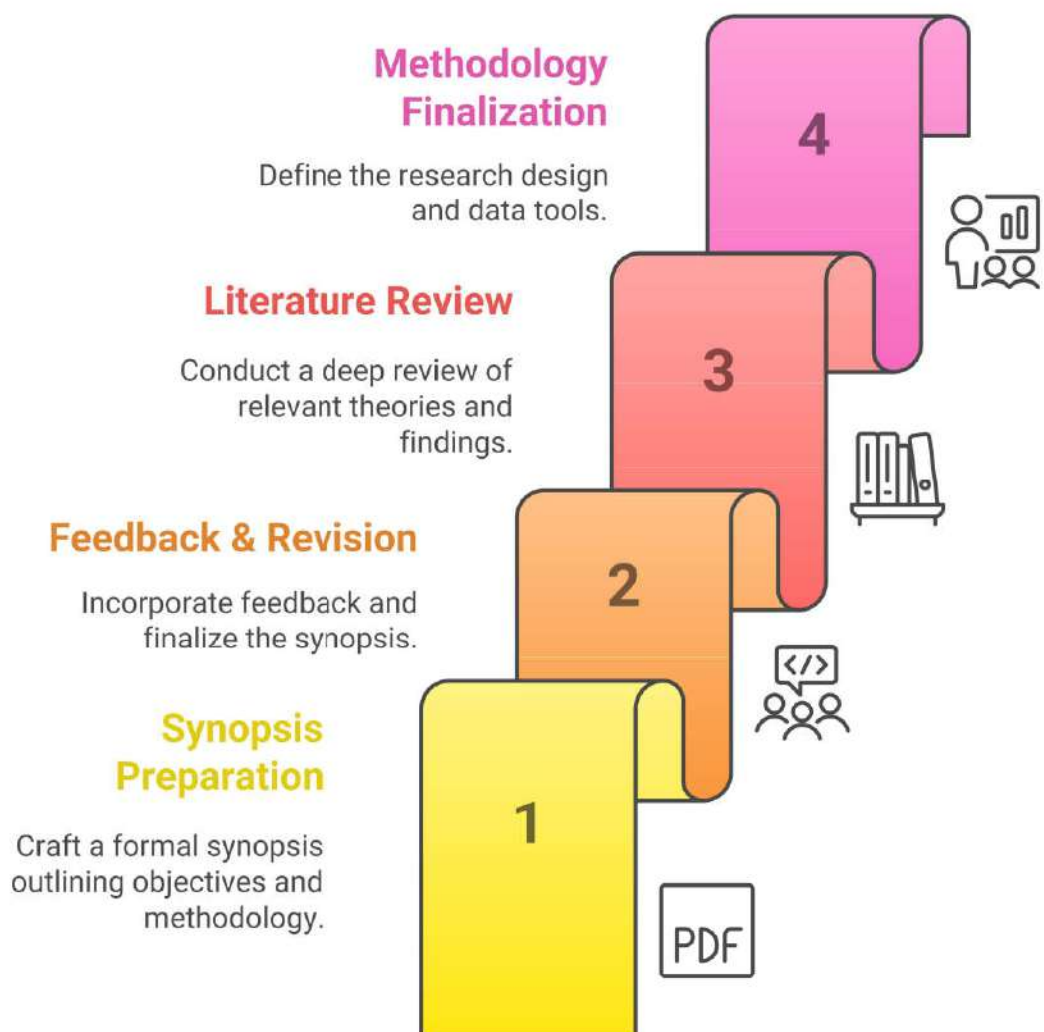 Methodology
Finalization
4
Define the research design
and data tools.
Literature Review
3
Conduct a deep review of
relevant theories and
findings.
Feedback & Revision
2
Incorporate feedback and
finalize the synopsis.
</>
Synopsis
Preparation
1
Craft a formal synopsis
outlining objectives and
methodology.
PDF